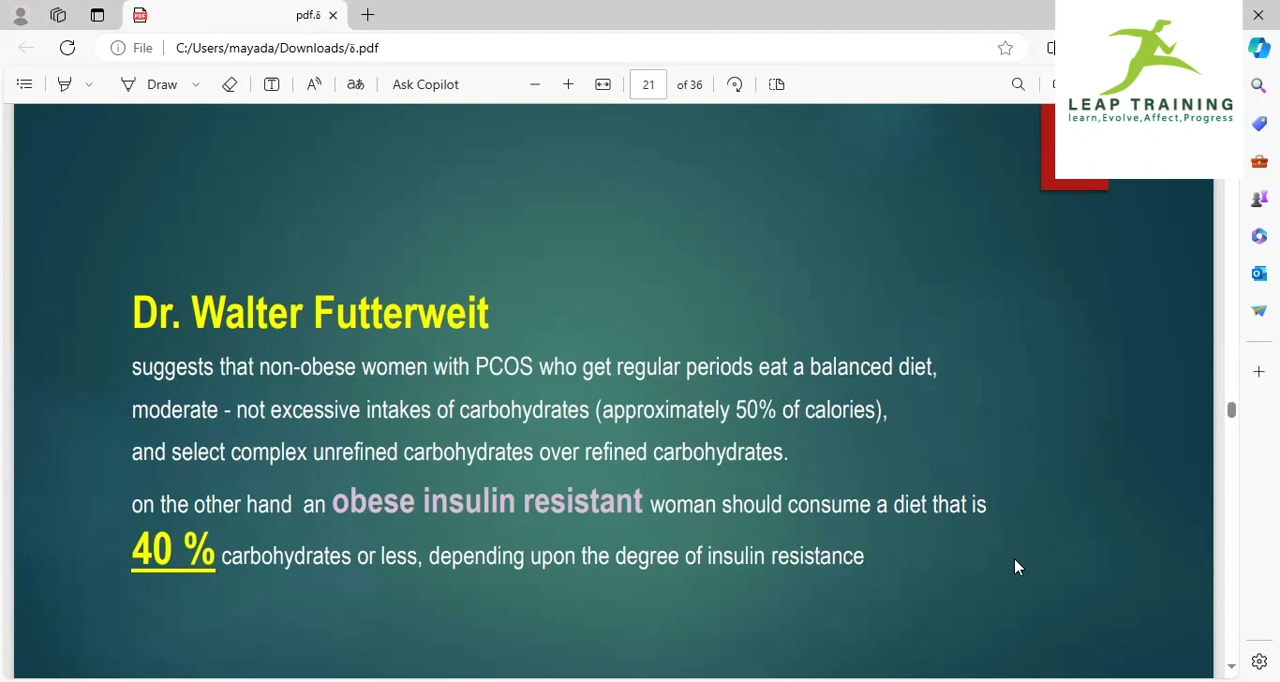 pdf.ة
File
C:/Users/mayada/Downloads/ة.pdf
Draw
aあ
Ask Copilot
21
of 36
LEAP TRAINING
learn,Evolve,Affect,Progress
Dr. Walter Futterweit
suggests that non-obese women with PCOS who get regular periods eat a balanced diet,
moderate - not excessive intakes of carbohydrates (approximately 50% of calories),
and select complex unrefined carbohydrates over refined carbohydrates.
on the other hand an obese insulin resistant woman should consume a diet that is
40 % carbohydrates or less, depending upon the degree of insulin resistance